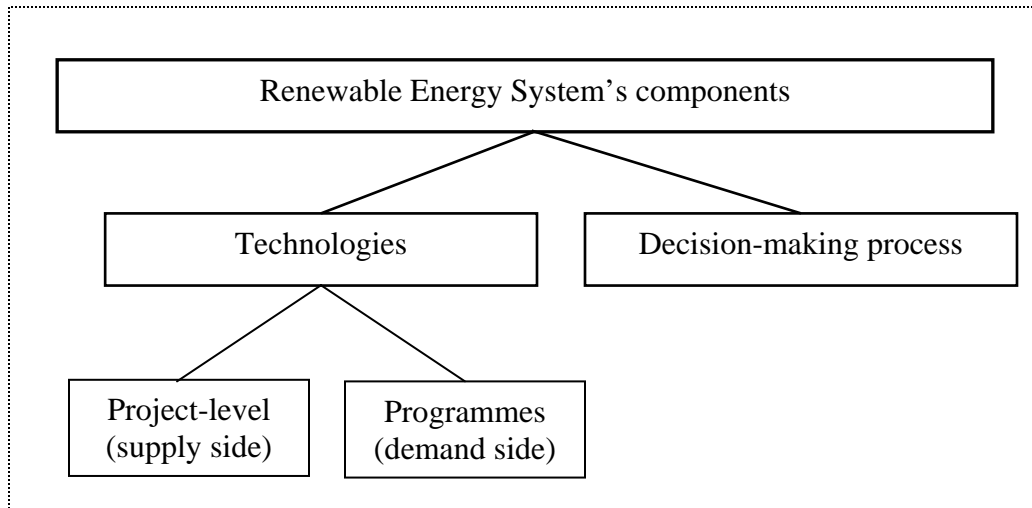 Renewable Energy System’s components
Technologies
Decision-making process
Project-level
(supply side)
Programmes
(demand side)